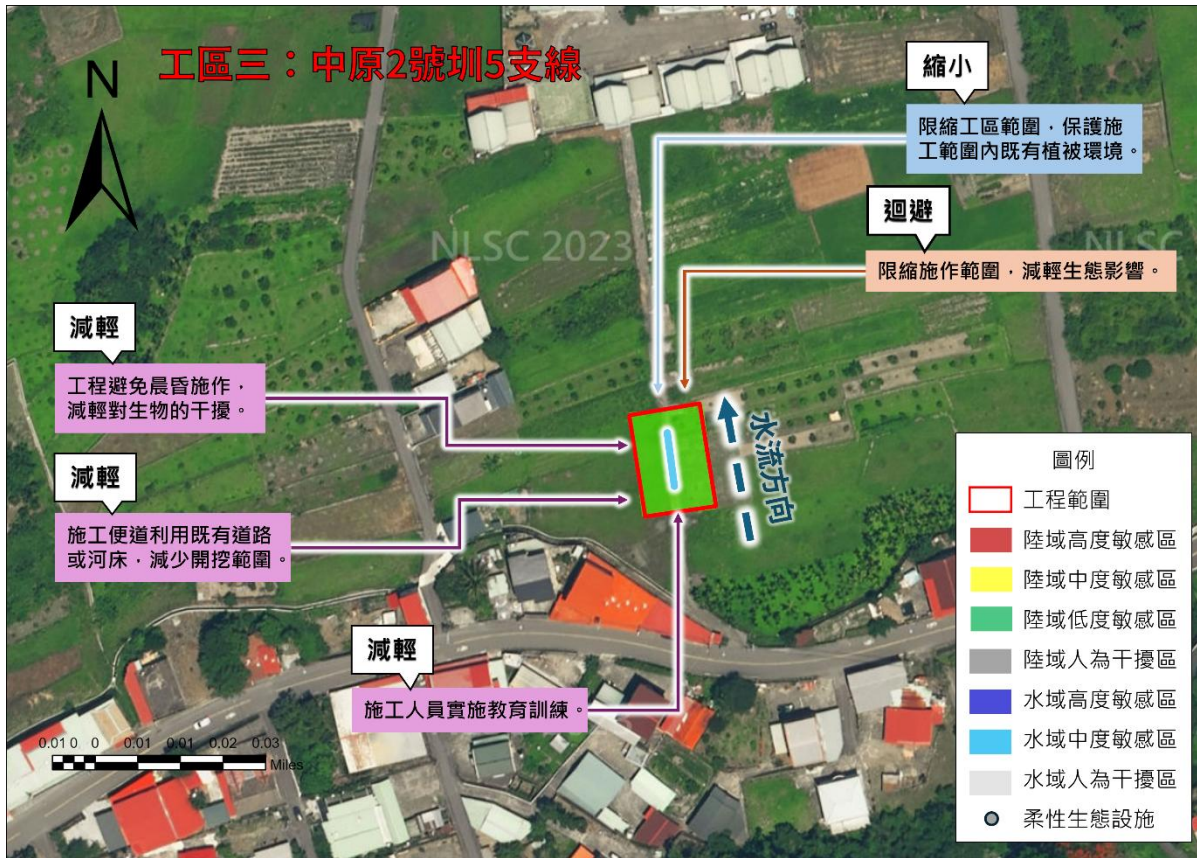 工區三：中原2號圳5支線
N
縮小
限縮工區範圍，保護施
工範圍內既有植被環境。
迴避
限縮施作範圍，減輕生態影響。
NLSC 2023
NLSC
減輕
工程避免晨昏施作，
減輕對生物的干擾。
水流方向
減輕
施工便道利用既有道路
或河床，減少開挖範圍。
減輕
施工人員實施教育訓練。
圖例
工程範圍
陸域高度敏感區
陸域中度敏感區
陸域低度敏感區
陸域人為干擾區
水域高度敏感區
水域中度敏感區
水域人為干擾區
柔性生態設施
0.01 0 0 0.01 0.01 0.02 0.03
Miles